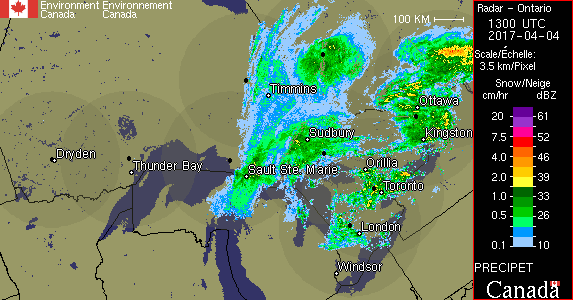 Environment Environnement
Canada Canada
100 KM
Radar - Ontario
1300 UTC
2017-04-04
Scale/Échelle:
3.5 km/Pixel
Snow/Neige
cm/hr dBZ
20 61
7.5 52
4.0 46
2.0 39
1.0 33
0.5 26
0.1 10
PRECIPET
Canada
Timmins
Ottawa
Sudbury
Kingston
Dryden
Thunder Bay
Sault Ste. Marie
Orillia
Toronto
London
Windsor